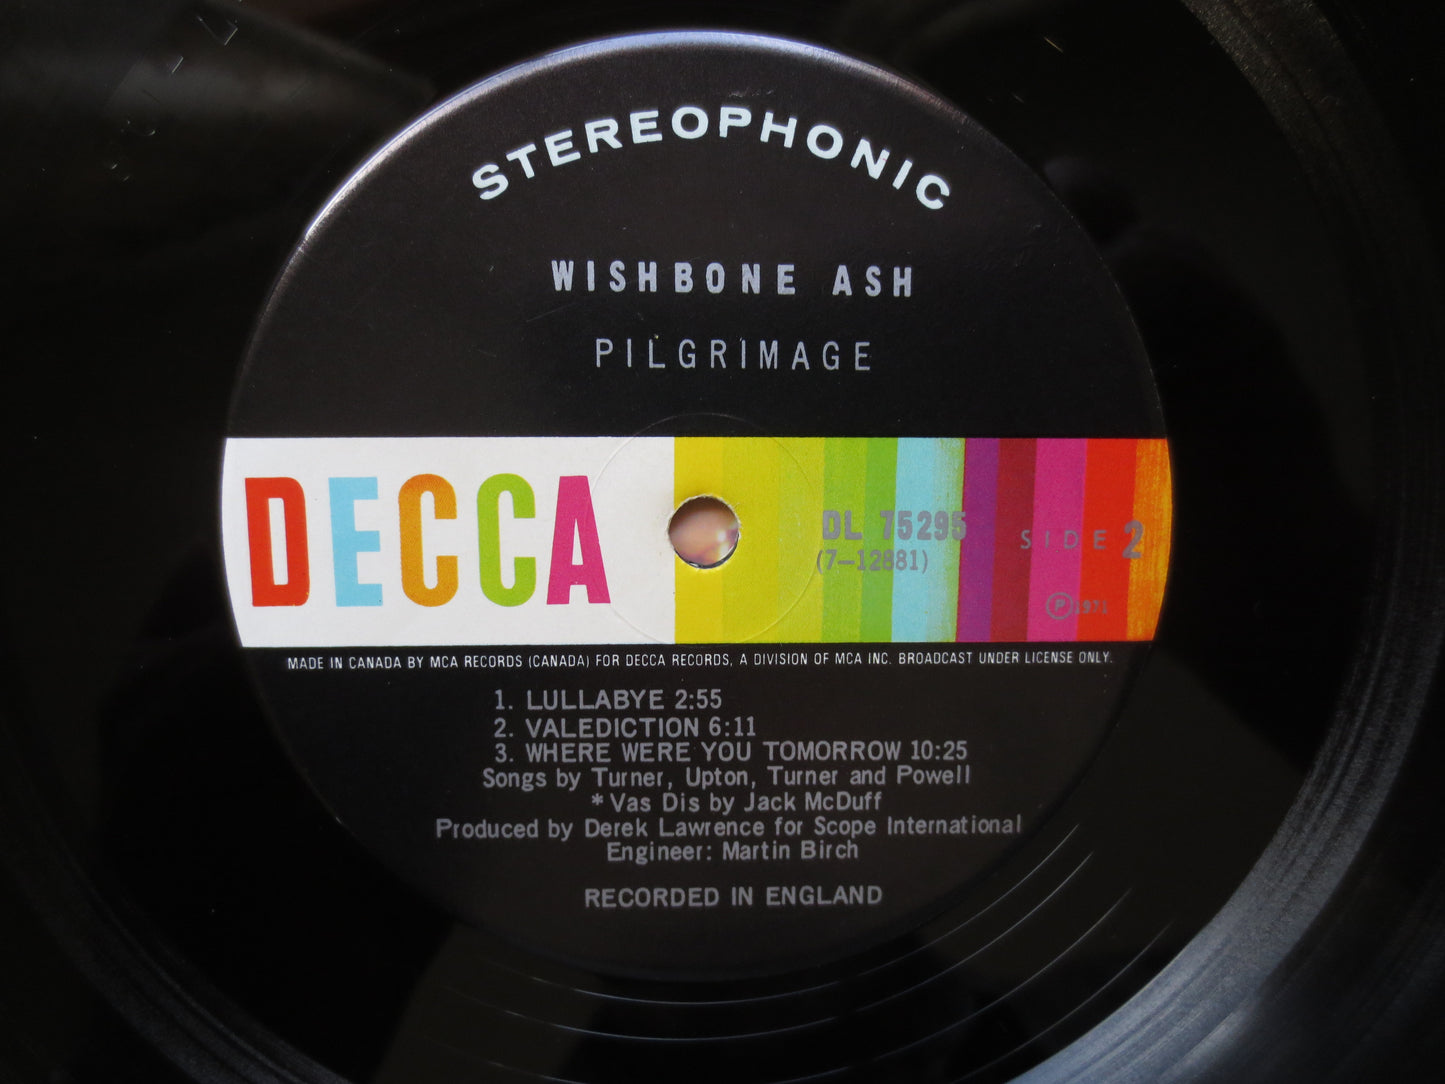 STEREOPHONIC
WISHBONE ASH
PILGRIMAGE
DECCA
DL 75295
(7-12881)
SIDE 2
Ⓟ1971
MADE IN CANADA BY MCA RECORDS (CANADA) FOR DECCA RECORDS, A DIVISION OF MCA INC. BROADCAST UNDER LICENSE ONLY.
1. LULLABYE 2:55
2. VALEDICTION 6:11
3. WHERE WERE YOU TOMORROW 10:25
Songs by Turner, Upton, Turner and Powell
* Vas Dis by Jack McDuff
Produced by Derek Lawrence for Scope International
Engineer: Martin Birch
RECORDED IN ENGLAND